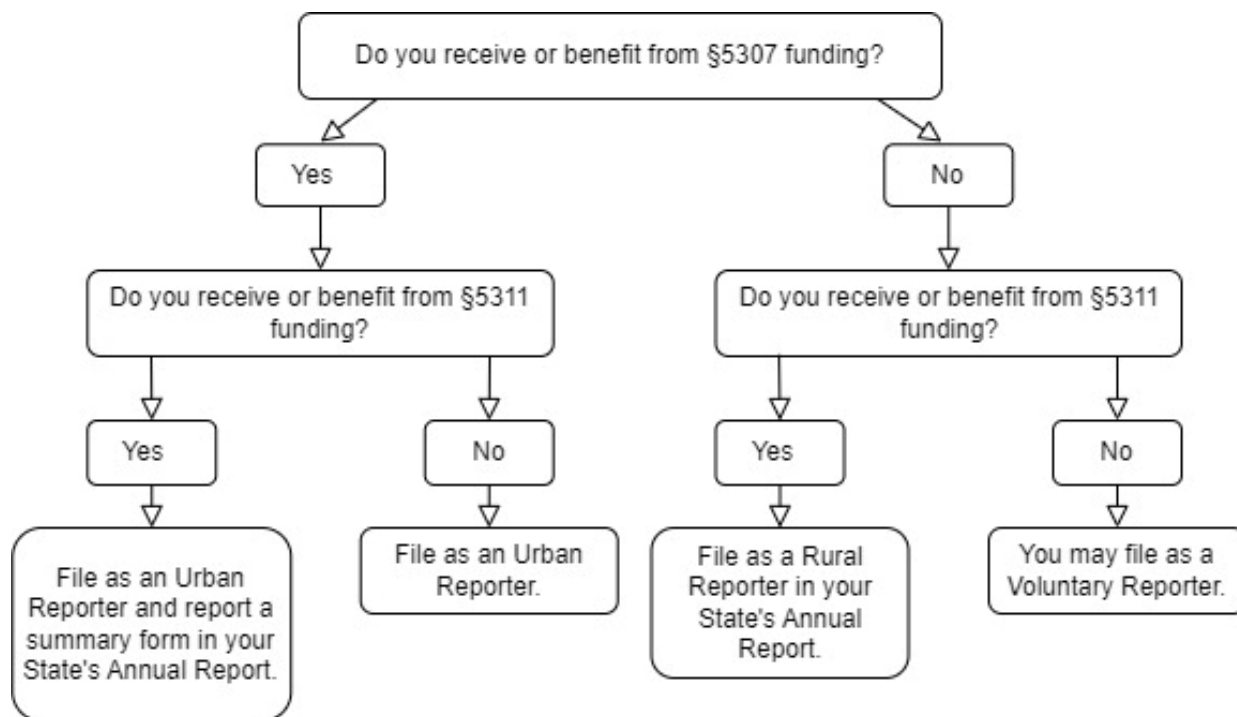 Do you receive or benefit from §5307 funding?
Yes
No
Do you receive or benefit from §5311
funding?
Do you receive or benefit from §5311
funding?
Yes
No
Yes
No
File as an Urban
Reporter and report a
summary form in your
State's Annual Report.
File as an Urban
Reporter.
File as a Rural
Reporter in your
State's Annual
Report.
You may file as a
Voluntary Reporter.